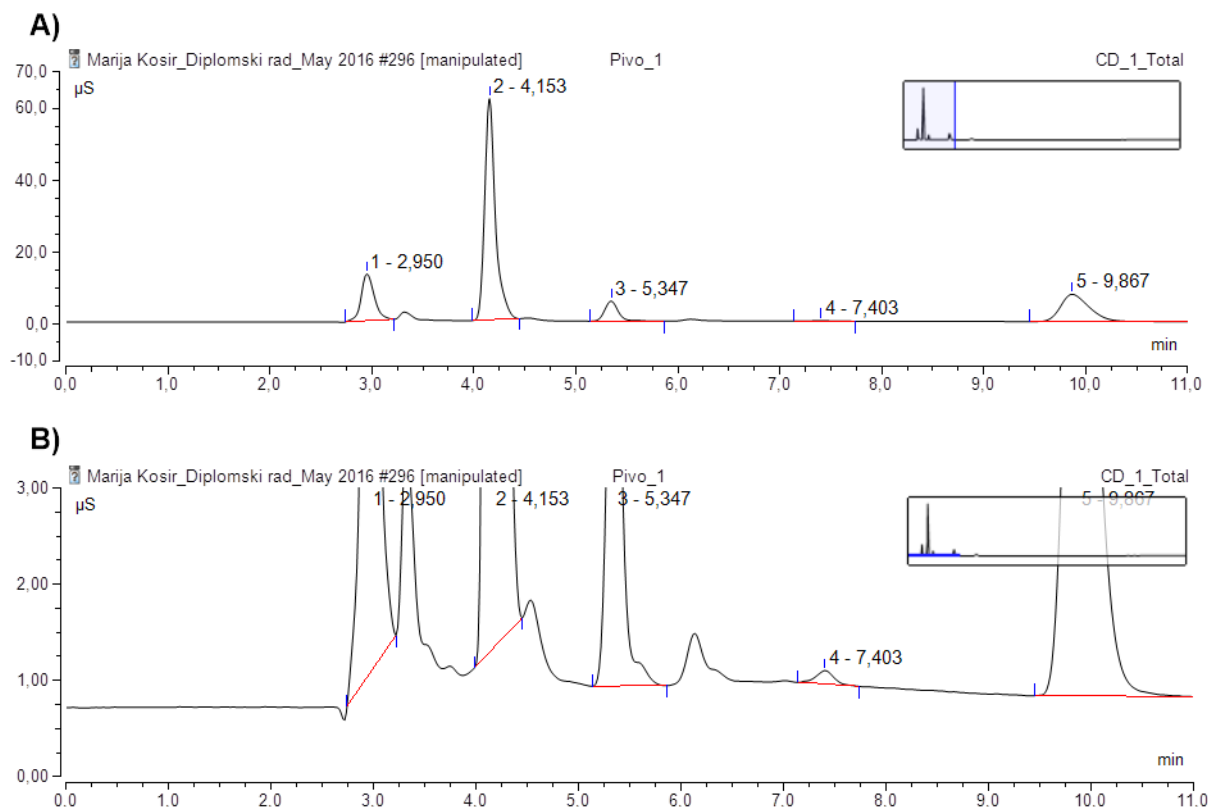 A)
Marija Kosir_Diplomski rad_May 2016 #296 [manipulated] Pivo_1 CD_1_Total
70,0
µS
60,0
40,0
20,0
0,0
-10,0
1 - 2,950
2 - 4,153
3 - 5,347
4 - 7,403
5 - 9,867
min
0,0 1,0 2,0 3,0 4,0 5,0 6,0 7,0 8,0 9,0 10,0 11,0
B)
Marija Kosir_Diplomski rad_May 2016 #296 [manipulated] Pivo_1 CD_1_Total
3,00
µS
2,00
1,00
0,00
1 - 2,950
2 - 4,153
3 - 5,347
4 - 7,403
5 - 9,867
min
0,0 1,0 2,0 3,0 4,0 5,0 6,0 7,0 8,0 9,0 10,0 11,0